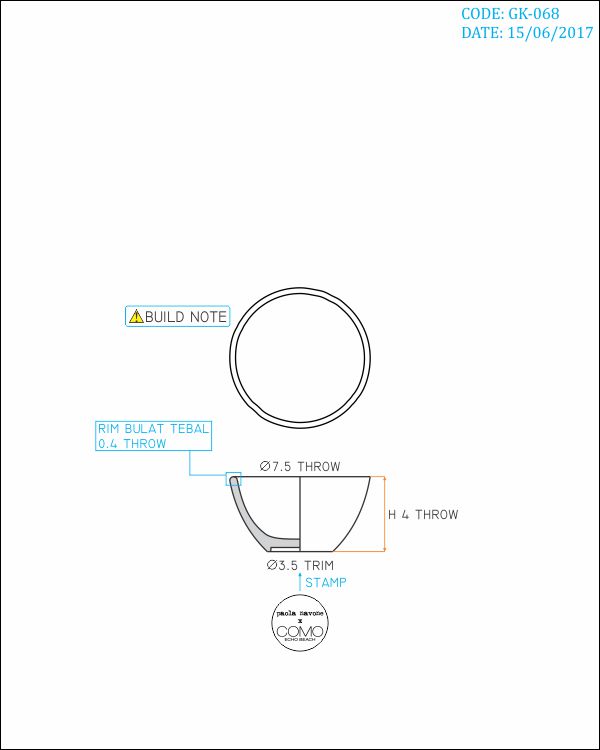 CODE: GK-068
DATE: 15/06/2017
BUILD NOTE
RIM BULAT TEBAL
0.4 THROW
Ø7.5 THROW
H 4 THROW
Ø3.5 TRIM
STAMP
paola navone
x
COMO
ECHO BEACH